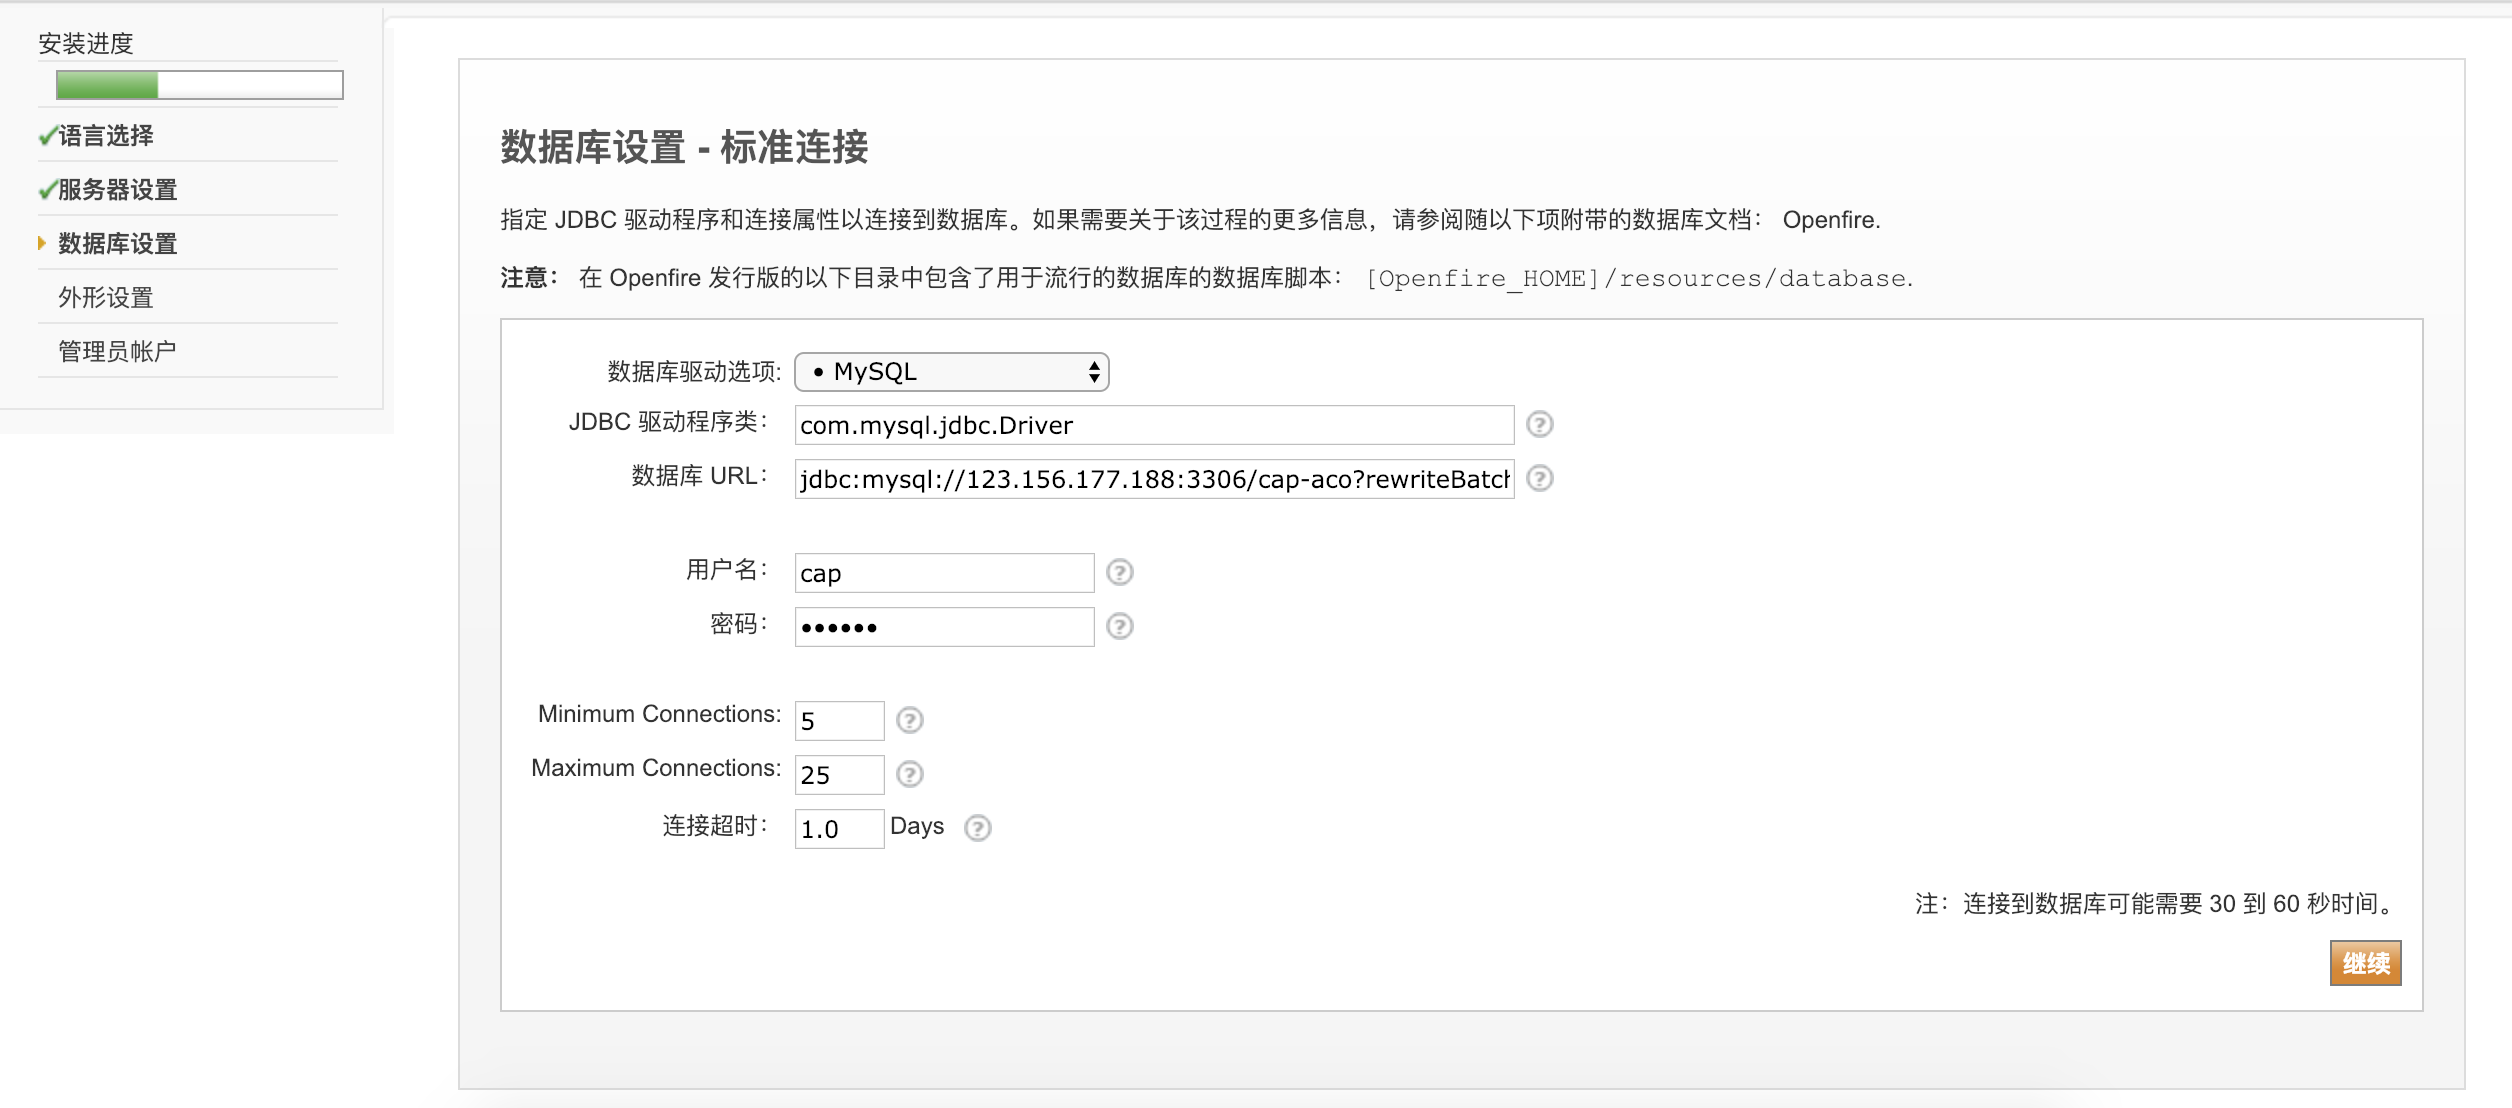 安装进度
语言选择
服务器设置
数据库设置
外形设置
管理员帐户
数据库设置 - 标准连接
指定 JDBC 驱动程序和连接属性以连接到数据库。如果需要关于该过程的更多信息，请参阅随以下项附带的数据库文档： Openfire.
注意： 在 Openfire 发行版的以下目录中包含了用于流行的数据库的数据库脚本： [Openfire_HOME]/resources/database.
数据库驱动选项: • MySQL
JDBC 驱动程序类： com.mysql.jdbc.Driver
数据库 URL： jdbc:mysql://123.156.177.188:3306/cap-aco?rewriteBatch
用户名： cap
密码： ••••••
Minimum Connections: 5
Maximum Connections: 25
连接超时： 1.0 Days
注：连接到数据库可能需要 30 到 60 秒时间。
继续